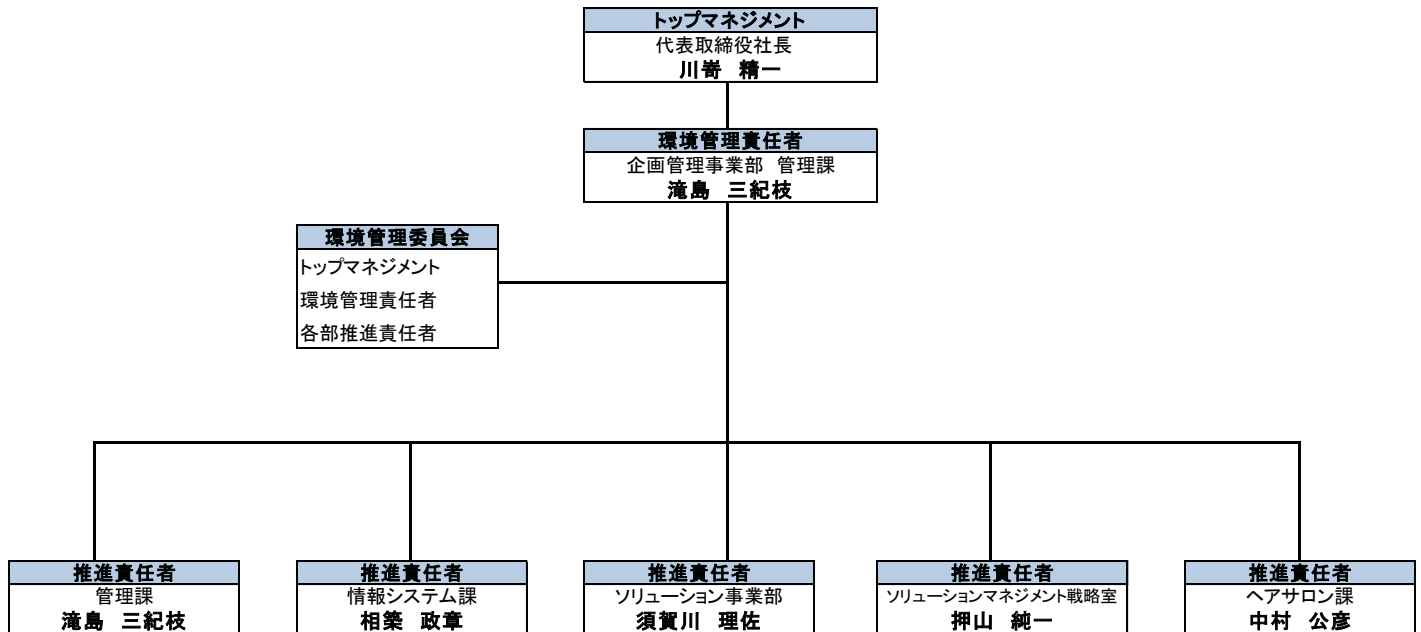 トップマネジメント
代表取締役社長
川嵜　精一
環境管理責任者
企画管理事業部　管理課
滝島　三紀枝
環境管理委員会
トップマネジメント
環境管理責任者
各部推進責任者
推進責任者
管理課
滝島　三紀枝
推進責任者
情報システム課
相築　政章
推進責任者
ソリューション事業部
須賀川　理佐
推進責任者
ソリューションマネジメント戦略室
押山　純一
推進責任者
ヘアサロン課
中村　公彦